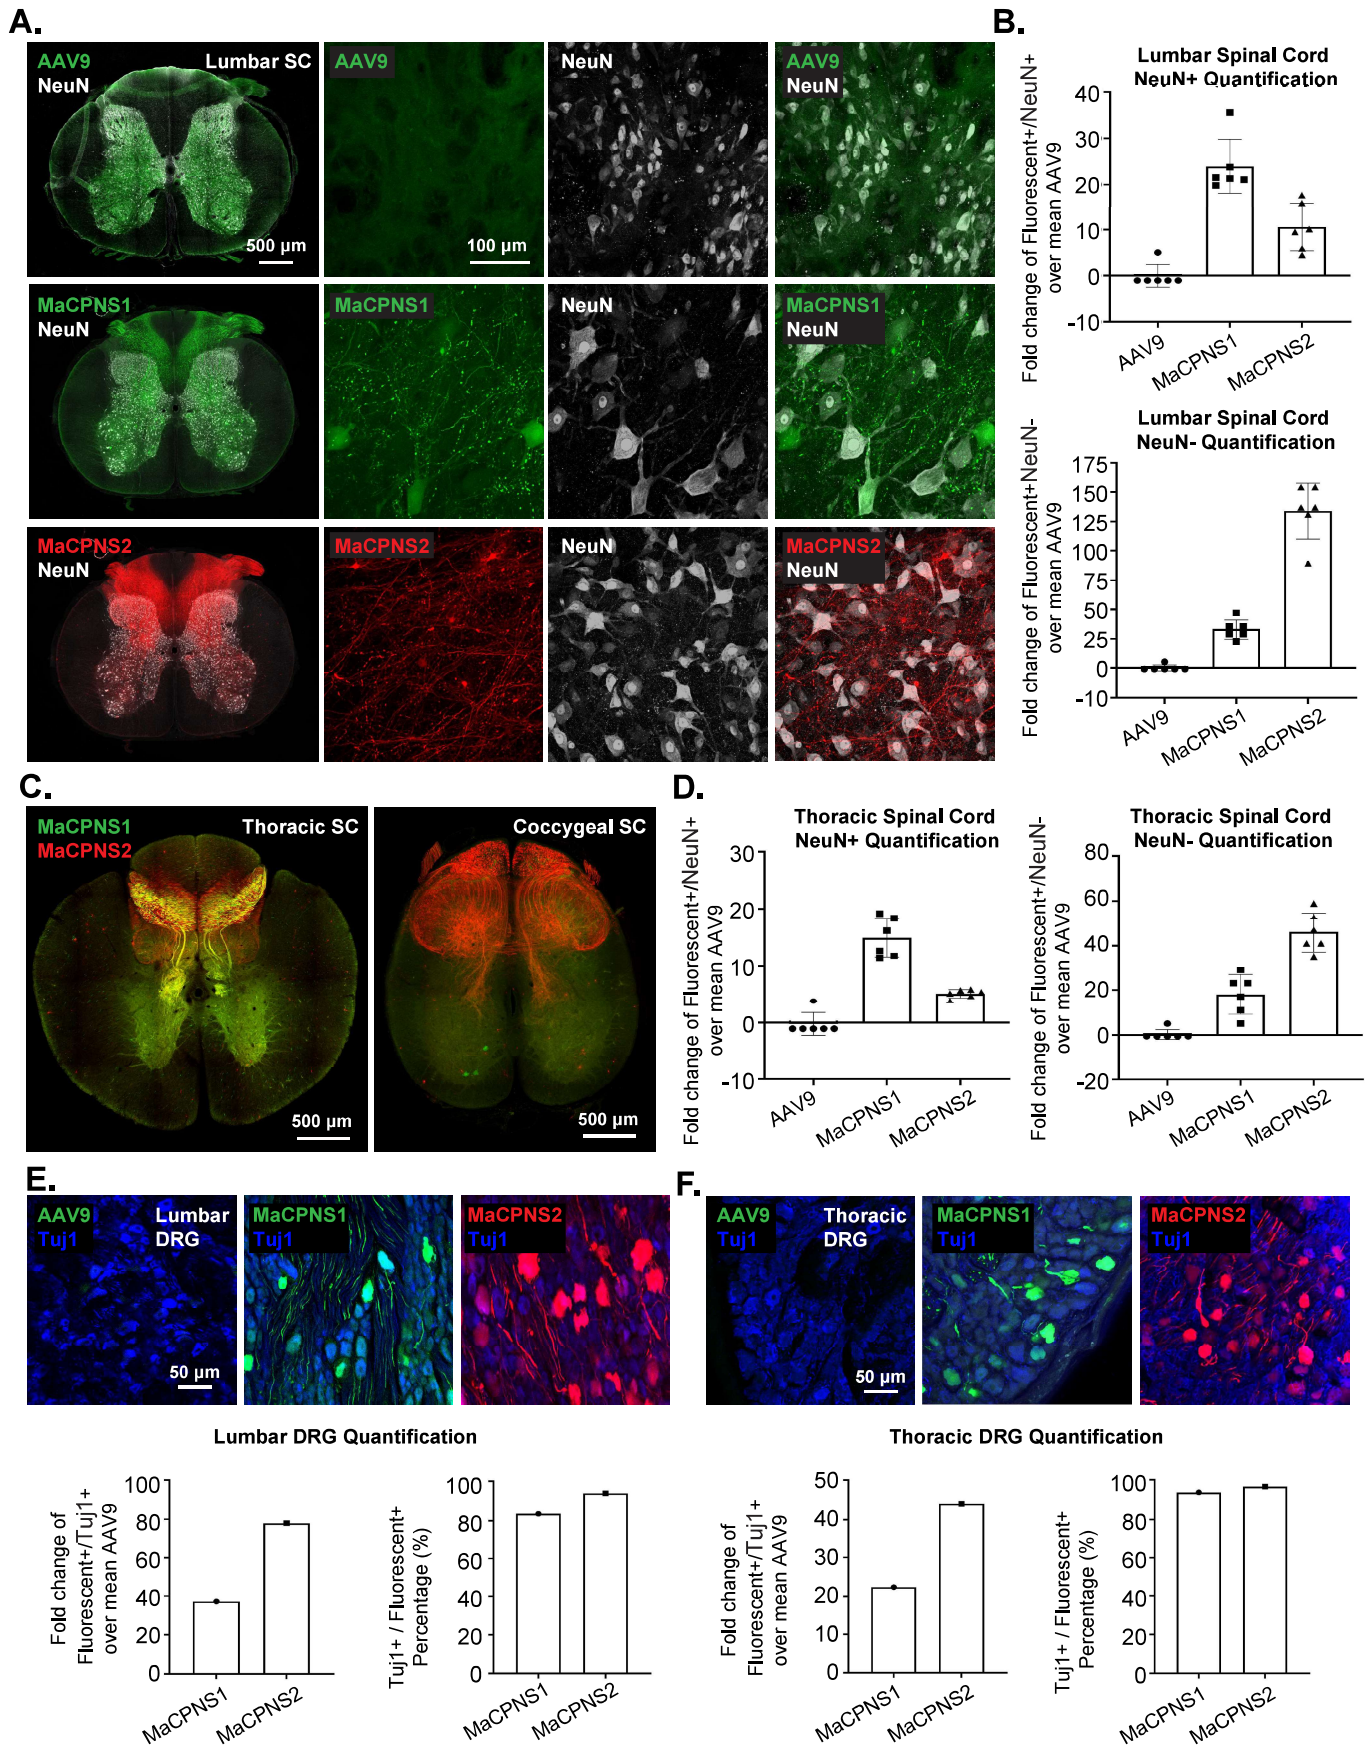 A.
AAV9
NeuN
Lumbar SC
500 µm
AAV9
100 µm
NeuN
AAV9
NeuN
MaCPNS1
NeuN
MaCPNS1
NeuN
MaCPNS1
NeuN
MaCPNS2
NeuN
MaCPNS2
NeuN
MaCPNS2
NeuN
B.
Lumbar Spinal Cord
NeuN+ Quantification
Fold change of Fluorescent+/NeuN+
over mean AAV9
40
30
20
10
0
-10
AAV9
MaCPNS1
MaCPNS2
Lumbar Spinal Cord
NeuN- Quantification
Fold change of Fluorescent+NeuN-
over mean AAV9
175
150
125
100
75
50
25
0
-10
AAV9
MaCPNS1
MaCPNS2
C.
MaCPNS1
MaCPNS2
Thoracic SC
500 µm
Coccygeal SC
500 µm
D.
Thoracic Spinal Cord
NeuN+ Quantification
Fold change of Fluorescent+/NeuN+
over mean AAV9
30
20
10
0
-10
AAV9
MaCPNS1
MaCPNS2
Thoracic Spinal Cord
NeuN- Quantification
Fold change of Fluorescent+/NeuN-
over mean AAV9
80
60
40
20
0
-20
AAV9
MaCPNS1
MaCPNS2
E.
AAV9
Tuj1
Lumbar
DRG
50 µm
MaCPNS1
Tuj1
MaCPNS2
Tuj1
Lumbar DRG Quantification
Fold change of
Fluorescent+/Tuj1+
over mean AAV9
100
80
60
40
20
0
MaCPNS1
MaCPNS2
Tuj1+ / Fluorescent+
Percentage (%)
100
80
60
40
20
0
MaCPNS1
MaCPNS2
F.
AAV9
Tuj1
Thoracic
DRG
50 µm
MaCPNS1
Tuj1
MaCPNS2
Tuj1
Thoracic DRG Quantification
Fold change of
Fluorescent+/Tuj1+
over mean AAV9
50
40
30
20
10
0
MaCPNS1
MaCPNS2
Tuj1+ / Fluorescent+
Percentage (%)
100
80
60
40
20
0
MaCPNS1
MaCPNS2